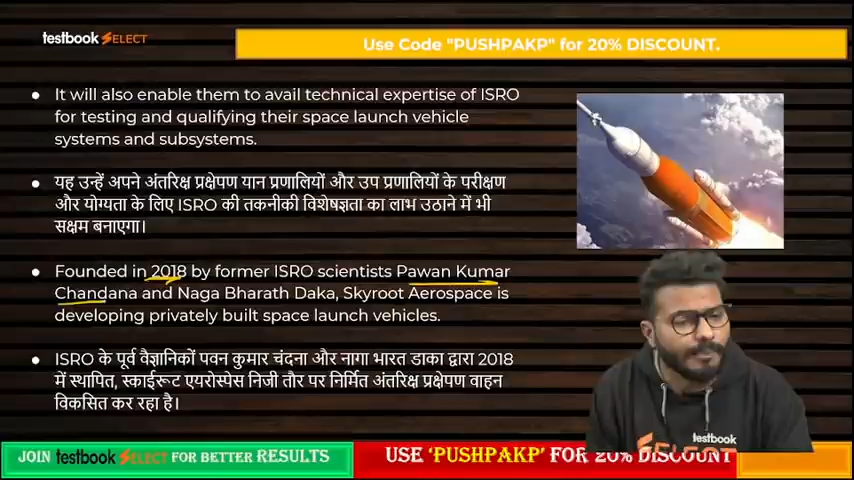 testbook SELECT
Use Code "PUSHPAKP" for 20% DISCOUNT.
It will also enable them to avail technical expertise of ISRO
for testing and qualifying their space launch vehicle
systems and subsystems.
यह उन्हें अपने अंतरिक्ष प्रक्षेपण यान प्रणालियों और उप प्रणालियों के परीक्षण
और योग्यता के लिए ISRO की तकनीकी विशेषज्ञता का लाभ उठाने में भी
सक्षम बनाएगा।
Founded in 2018 by former ISRO scientists Pawan Kumar
Chandana and Naga Bharath Daka, Skyroot Aerospace is
developing privately built space launch vehicles.
ISRO के पूर्व वैज्ञानिकों पवन कुमार चंदना और नागा भारत डाका द्वारा 2018
में स्थापित, स्काईरूट एयरोस्पेस निजी तौर पर निर्मित अंतरिक्ष प्रक्षेपण वाहन
विकसित कर रहा है।
testbook
SELECT
JOIN testbook SELECT FOR BETTER RESULTS
USE 'PUSHPAKP' FOR 20% DISCOUNT